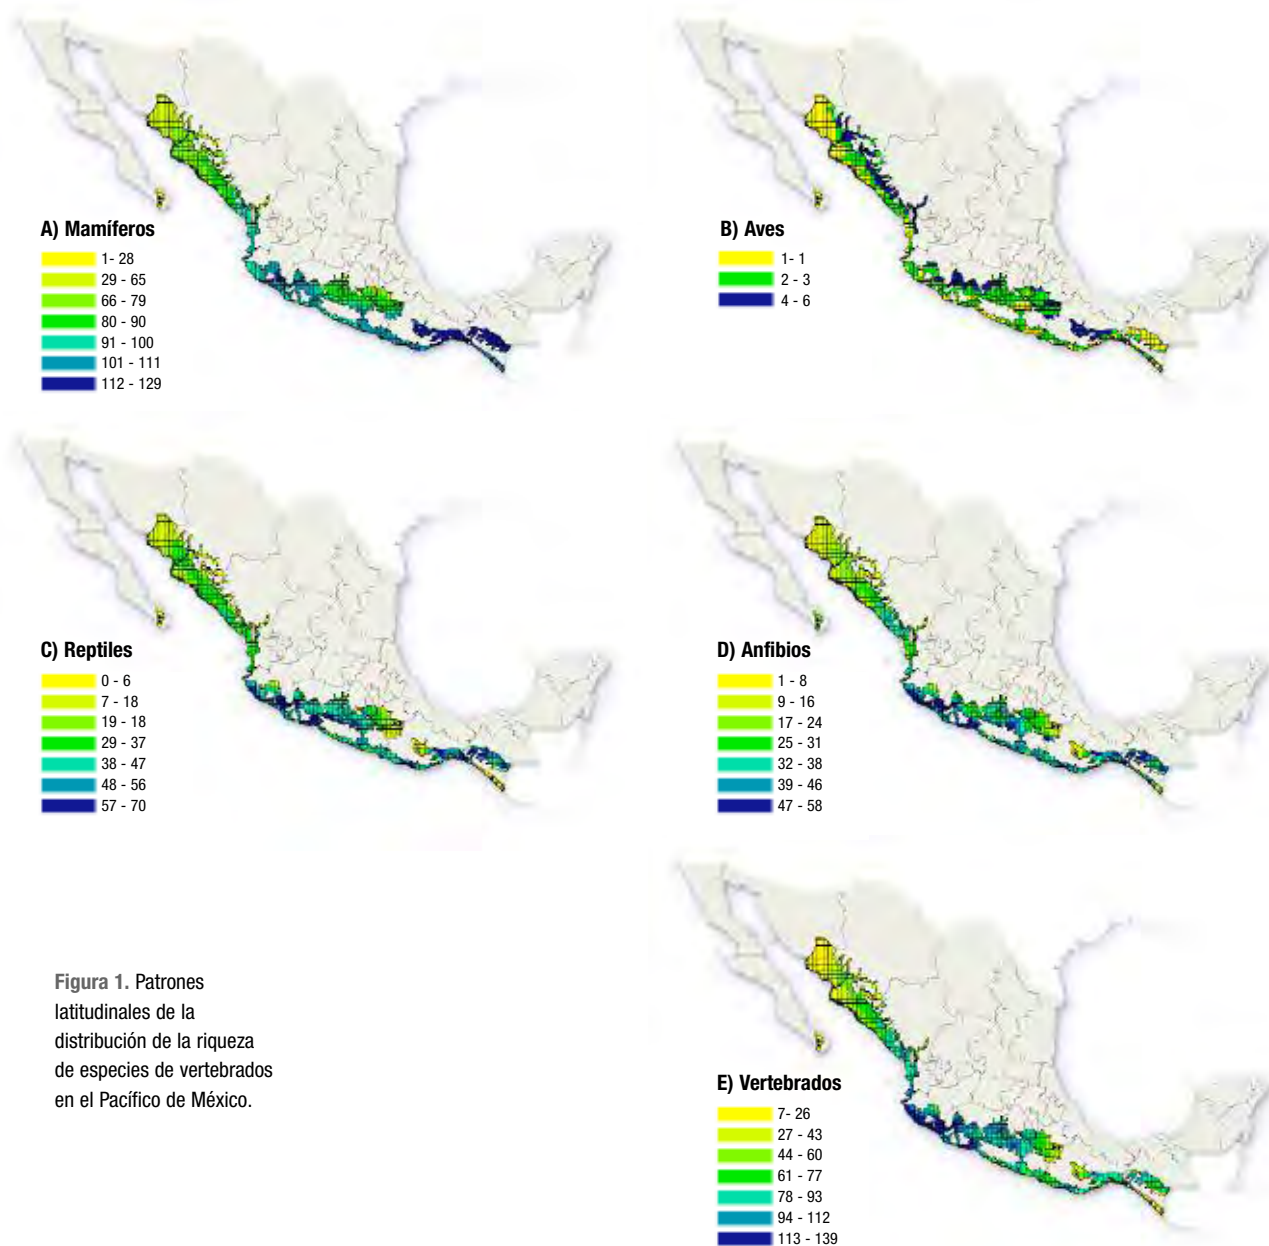 A) Mamíferos
1- 28
29 - 65
66 - 79
80 - 90
91 - 100
101 - 111
112 - 129
B) Aves
1- 1
2 - 3
4 - 6
C) Reptiles
0 - 6
7 - 18
19 - 18
29 - 37
38 - 47
48 - 56
57 - 70
D) Anfibios
1 - 8
9 - 16
17 - 24
25 - 31
32 - 38
39 - 46
47 - 58
Figura 1. Patrones
latitudinales de la
distribución de la riqueza
de especies de vertebrados
en el Pacífico de México.
E) Vertebrados
7- 26
27 - 43
44 - 60
61 - 77
78 - 93
94 - 112
113 - 139